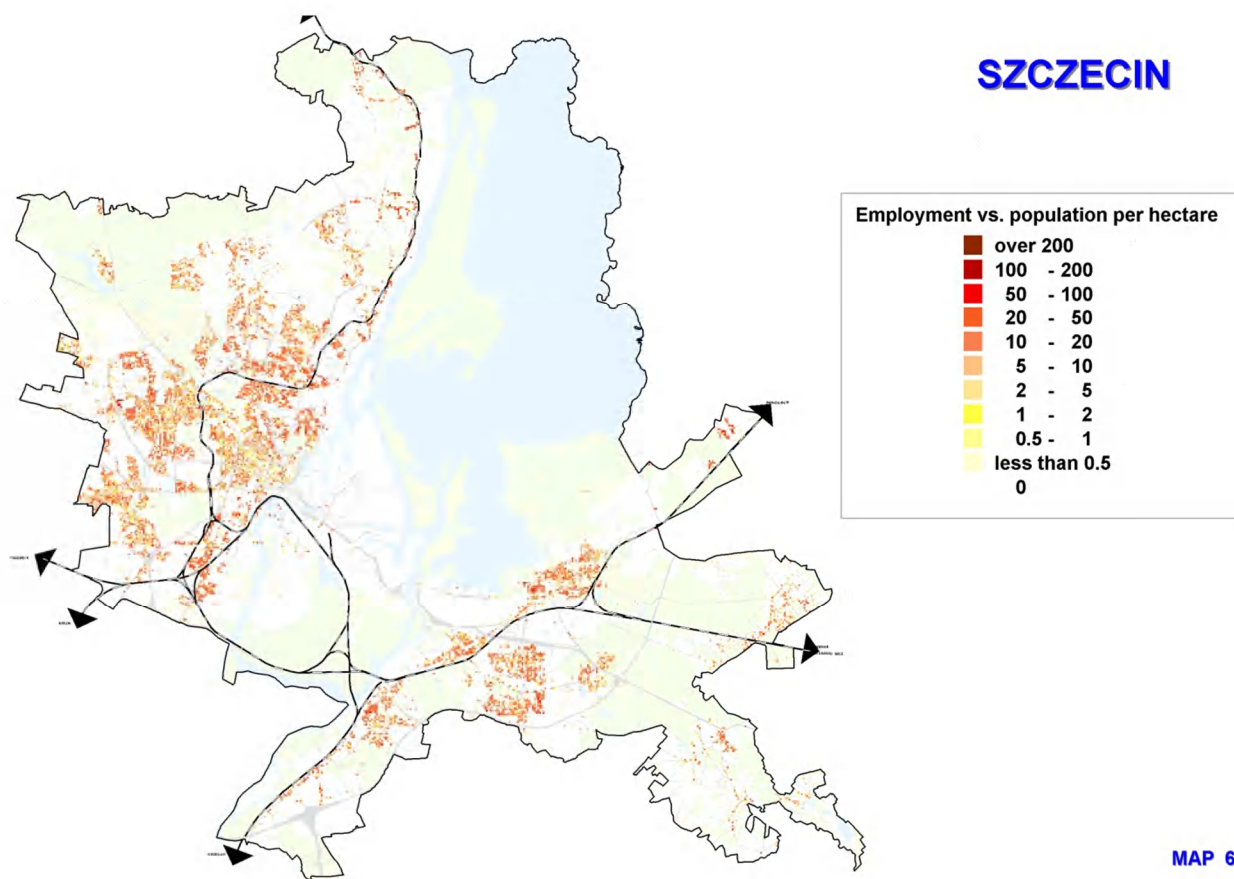 SZCZECIN
Employment vs. population per hectare
over 200
100 - 200
50 - 100
20 - 50
10 - 20
5 - 10
2 - 5
1 - 2
0.5 - 1
less than 0.5
0
MAP 6